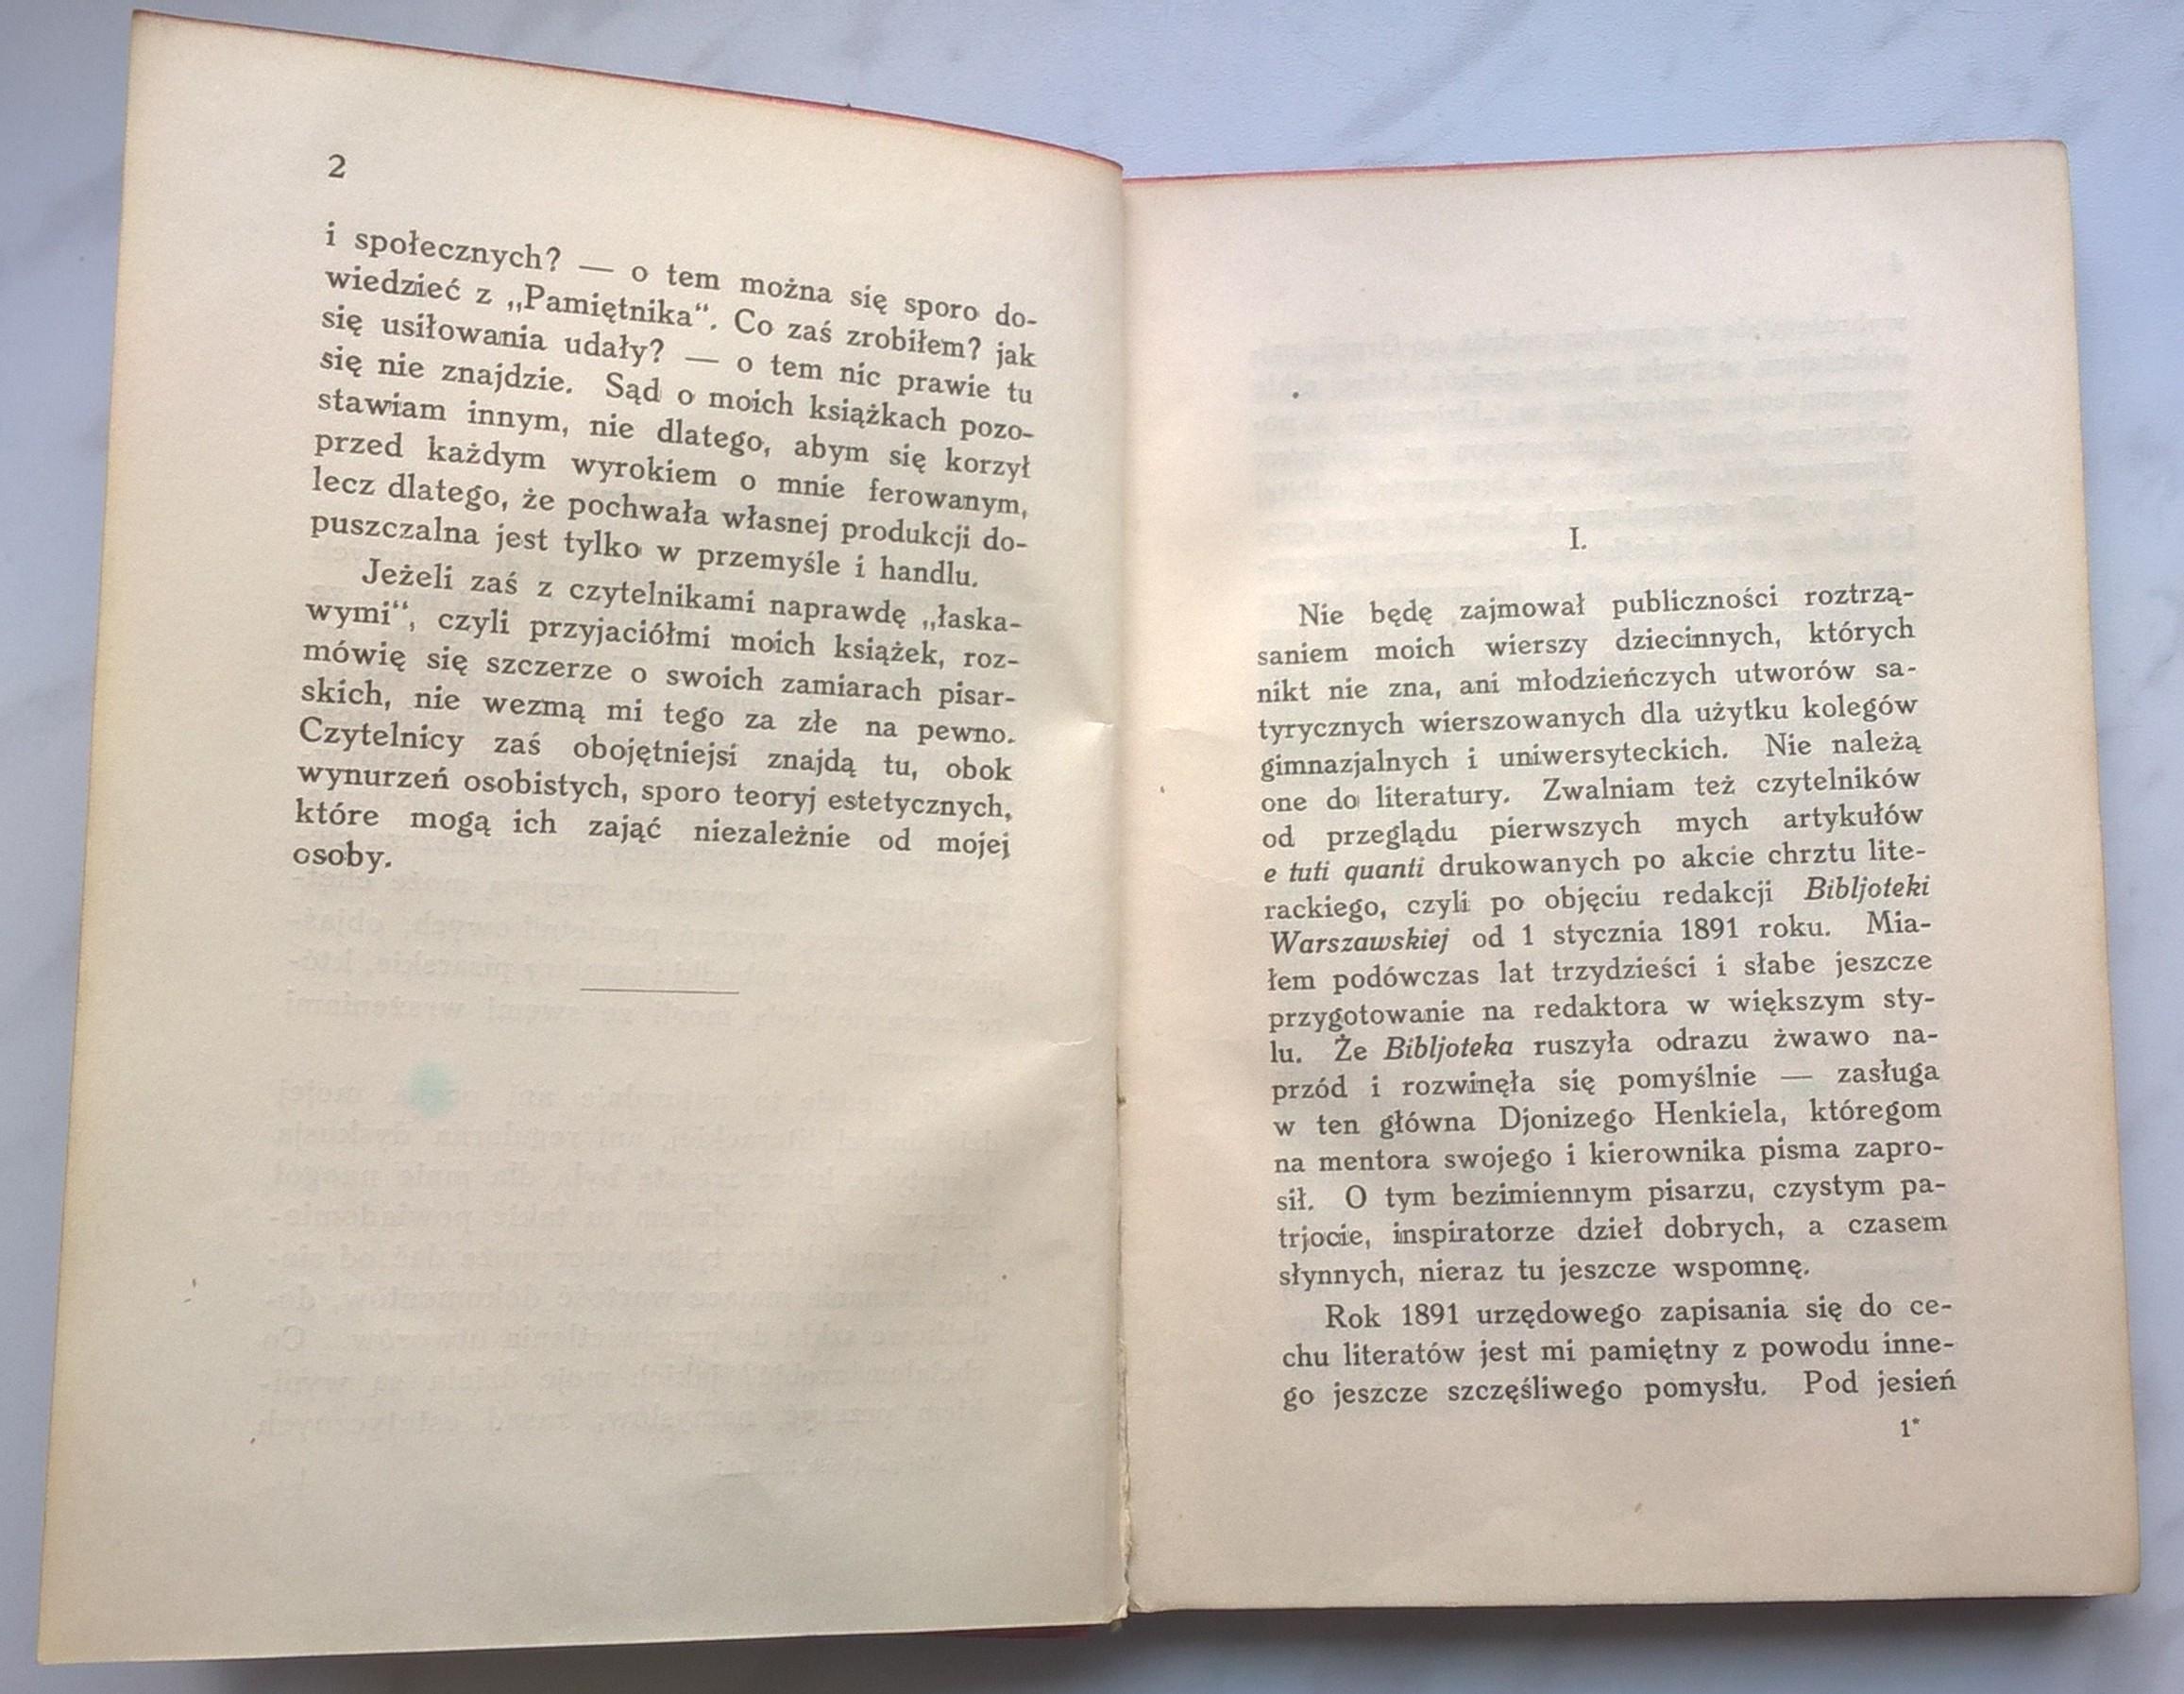 2
i społecznych? — o tem można się sporo do-
wiedzieć z „Pamiętnika“. Co zaś zrobiłem? jak
się usiłowania udały? — o tem nic prawie tu
się nie znajdzie. Sąd o moich książkach pozo-
stawiam innym, nie dlatego, abym się korzył
przed każdym wyrokiem o mnie ferowanym,
lecz dlatego, że pochwała własnej produkcji do-
puszczalna jest tylko w przemyśle i handlu.
Jeżeli zaś z czytelnikami naprawdę „łaska-
wymi“, czyli przyjaciółmi moich książek, roz-
mówię się szczerze o swoich zamiarach pisar-
skich, nie wezmą mi tego za złe na pewno.
Czytelnicy zaś obojętniejsi znajdą tu, obok
wynurzeń osobistych, sporo teoryj estetycznych,
które mogą ich zająć niezależnie od mojej
osoby.
I.
Nie będę zajmował publiczności roztrzą-
saniem moich wierszy dziecinnych, których
nikt nie zna, ani młodzieńczych utworów sa-
tyrycznych wierszowanych dla użytku kolegów
gimnazjalnych i uniwersyteckich. Nie należą
one do literatury. Zwalniam też czytelników
od przeglądu pierwszych mych artykułów
e tuti quanti drukowanych po akcie chrztu lite-
rackiego, czyli po objęciu redakcji Bibljoteki
Warszawskiej od 1 stycznia 1891 roku. Mia-
łem podówczas lat trzydzieści i słabe jeszcze
przygotowanie na redaktora w większym sty-
lu. Że Bibljoteka ruszyła odrazu żwawo na-
przód i rozwinęła się pomyślnie — zasługa
w ten główna Djonizego Henkiela, któregom
na mentora swojego i kierownika pisma zapro-
sił. O tym bezimiennym pisarzu, czystym pa-
trjocie, inspiratorze dzieł dobrych, a czasem
słynnych, nieraz tu jeszcze wspomnę.
Rok 1891 urzędowego zapisania się do ce-
chu literatów jest mi pamiętny z powodu inne-
go jeszcze szczęśliwego pomysłu. Pod jesień
1*